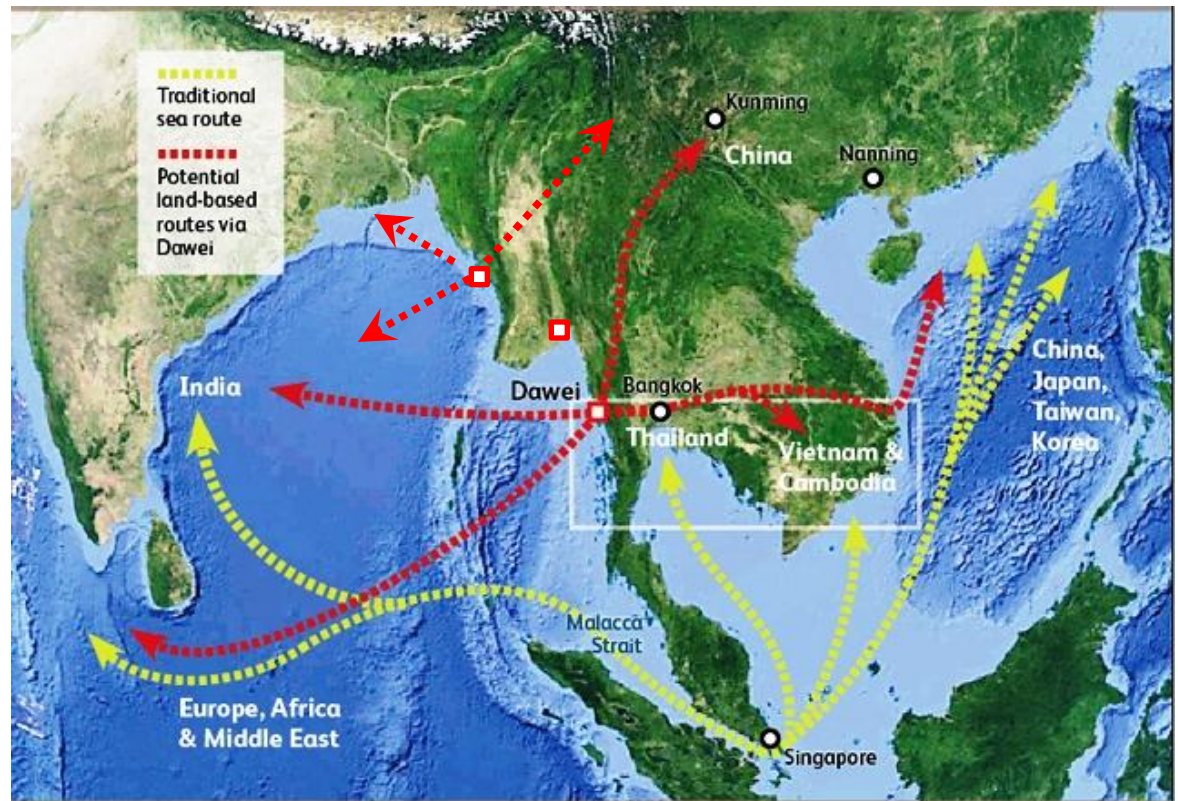 Traditional
sea route
Potential
land-based
routes via
Dawei
Kunming
China
Nanning
India
Dawei
Bangkok
Thailand
Vietnam &
Cambodia
China,
Japan,
Taiwan,
Korea
Malacca
Strait
Europe, Africa
& Middle East
Singapore